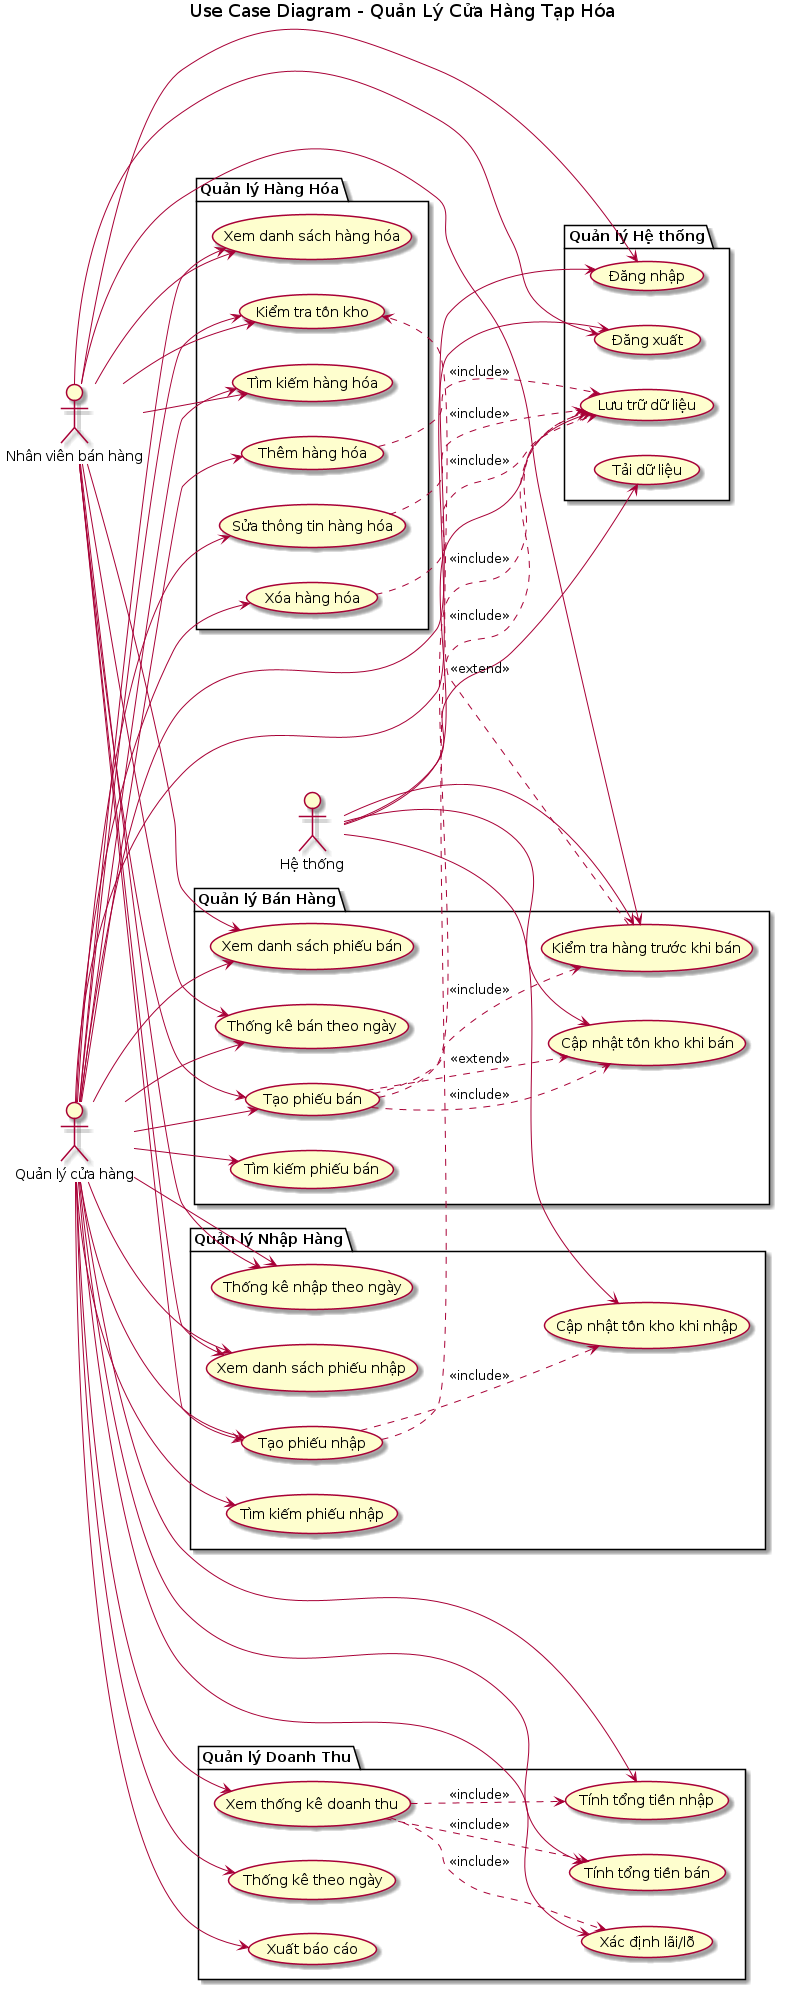 Use Case Diagram - Quản Lý Cửa Hàng Tạp Hóa
Quản lý Hàng Hóa
Xem danh sách hàng hóa
Kiểm tra tồn kho
Tìm kiếm hàng hóa
Thêm hàng hóa
Sửa thông tin hàng hóa
Xóa hàng hóa
Quản lý Hệ thống
Đăng nhập
Đăng xuất
Lưu trữ dữ liệu
Tải dữ liệu
«include»
«include»
«include»
«include»
«include»
«extend»
Nhân viên bán hàng
Hệ thống
Quản lý Bán Hàng
Xem danh sách phiếu bán
Thống kê bán theo ngày
Tạo phiếu bán
Tìm kiếm phiếu bán
Kiểm tra hàng trước khi bán
Cập nhật tồn kho khi bán
«include»
«extend»
«include»
Quản lý cửa hàng
Quản lý Nhập Hàng
Thống kê nhập theo ngày
Xem danh sách phiếu nhập
Tạo phiếu nhập
Tìm kiếm phiếu nhập
Cập nhật tồn kho khi nhập
«include»
Quản lý Doanh Thu
Xem thống kê doanh thu
Thống kê theo ngày
Xuất báo cáo
Tính tổng tiền nhập
Tính tổng tiền bán
Xác định lãi/lỗ
«include»
«include»
«include»